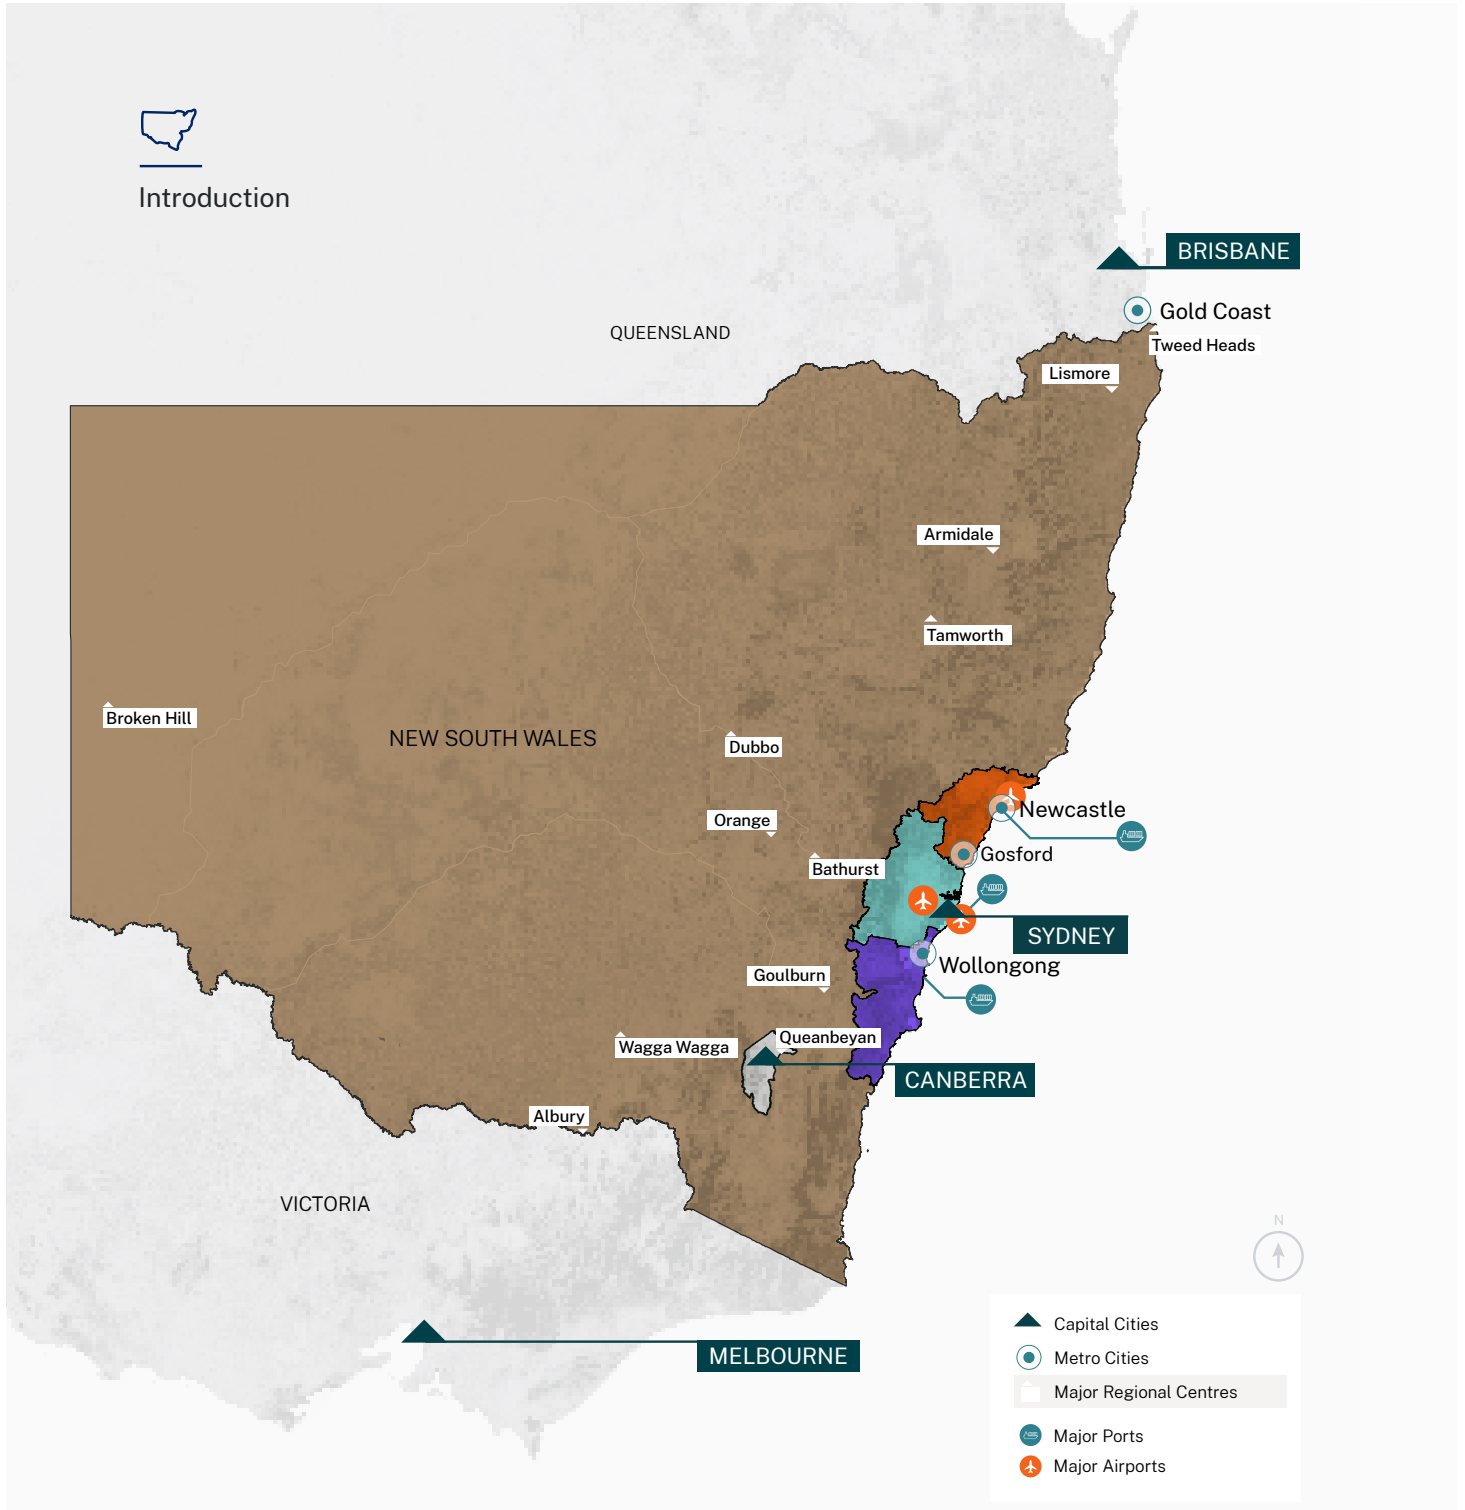 Introduction
BRISBANE
Gold Coast
QUEENSLAND
Tweed Heads
Lismore
Armidale
Tamworth
Broken Hill
NEW SOUTH WALES
Dubbo
Newcastle
Orange
Gosford
Bathurst
SYDNEY
Wollongong
Goulburn
Queanbeyan
Wagga Wagga
CANBERRA
Albury
VICTORIA
N
MELBOURNE
Capital Cities
Metro Cities
Major Regional Centres
Major Ports
Major Airports